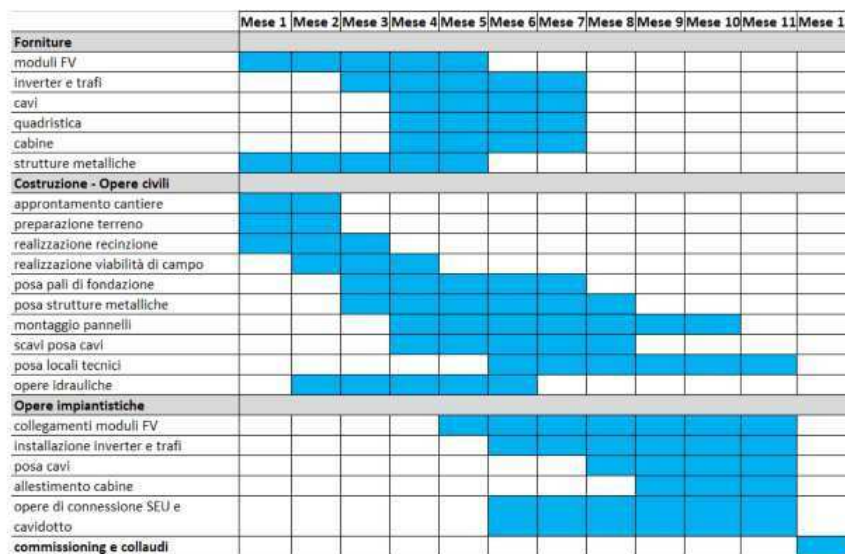 Mese 1 Mese 2 Mese 3 Mese 4 Mese 5 Mese 6 Mese 7 Mese 8 Mese 9 Mese 10 Mese 11 Mese 1
Forniture
moduli FV
inverter e trafi
cavi
quadristica
cabine
strutture metalliche
Costruzione - Opere civili
approntamento cantiere
preparazione terreno
realizzazione recinzione
realizzazione viabilità di campo
posa pali di fondazione
posa strutture metalliche
montaggio pannelli
scavi posa cavi
posa locali tecnici
opere idrauliche
Opere impiantistiche
collegamenti moduli FV
installazione inverter e trafi
posa cavi
allestimento cabine
opere di connessione SEU e
cavidotto
commissioning e collaudi